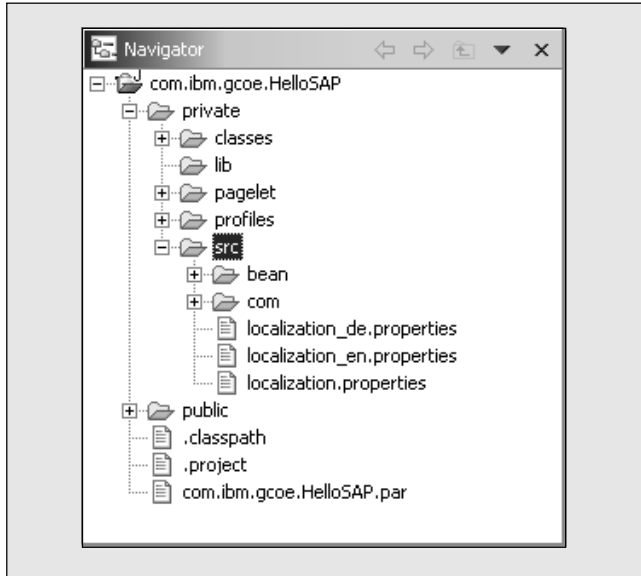 Navigator
com.ibm.gcoe.HelloSAP
private
classes
lib
pagelet
profiles
src
bean
com
localization_de.properties
localization_en.properties
localization.properties
public
.classpath
.project
com.ibm.gcoe.HelloSAP.par